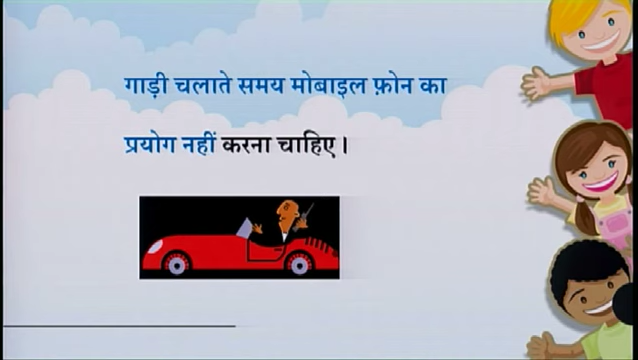 गाड़ी चलाते समय मोबाइल फ़ोन का
प्रयोग नहीं करना चाहिए।